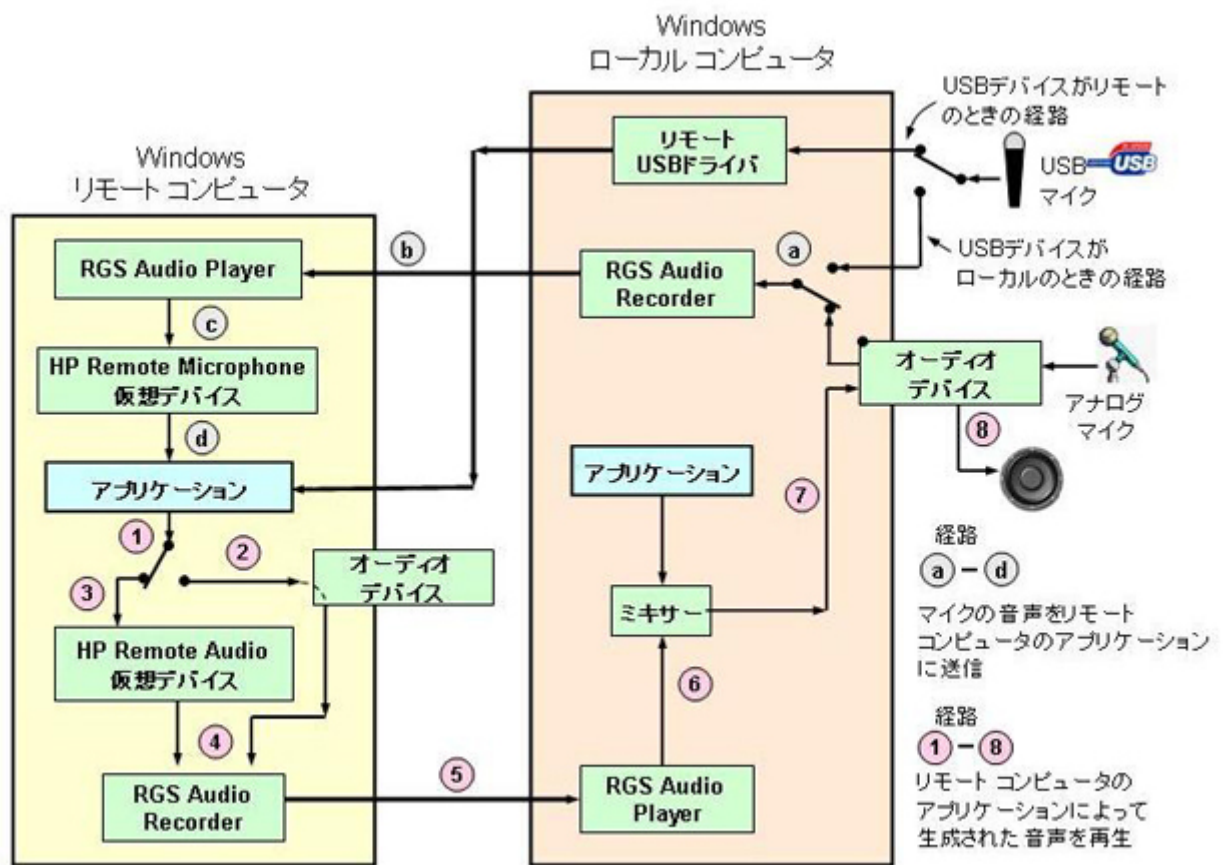 Windows
ローカル コンピュータ
USBデバイスがリモート
のときの経路
リモート
USBドライバ
USB
マイク
USB
Windows
リモート コンピュータ
USBデバイスが
ローカルのときの経路
RGS Audio Player
b
RGS Audio
Recorder
a
c
HP Remote Microphone
仮想デバイス
オーディオ
デバイス
アナログ
マイク
d
8
アプリケーション
アプリケーション
7
1
2
オーディオ
デバイス
3
ミキサー
HP Remote Audio
仮想デバイス
6
4
RGS Audio
Recorder
5
RGS Audio
Player
経路
a － d
マイクの音声をリモート
コンピュータのアプリケーション
に送信
経路
1 － 8
リモート コンピュータの
アプリケーションによって
生成された音声を再生